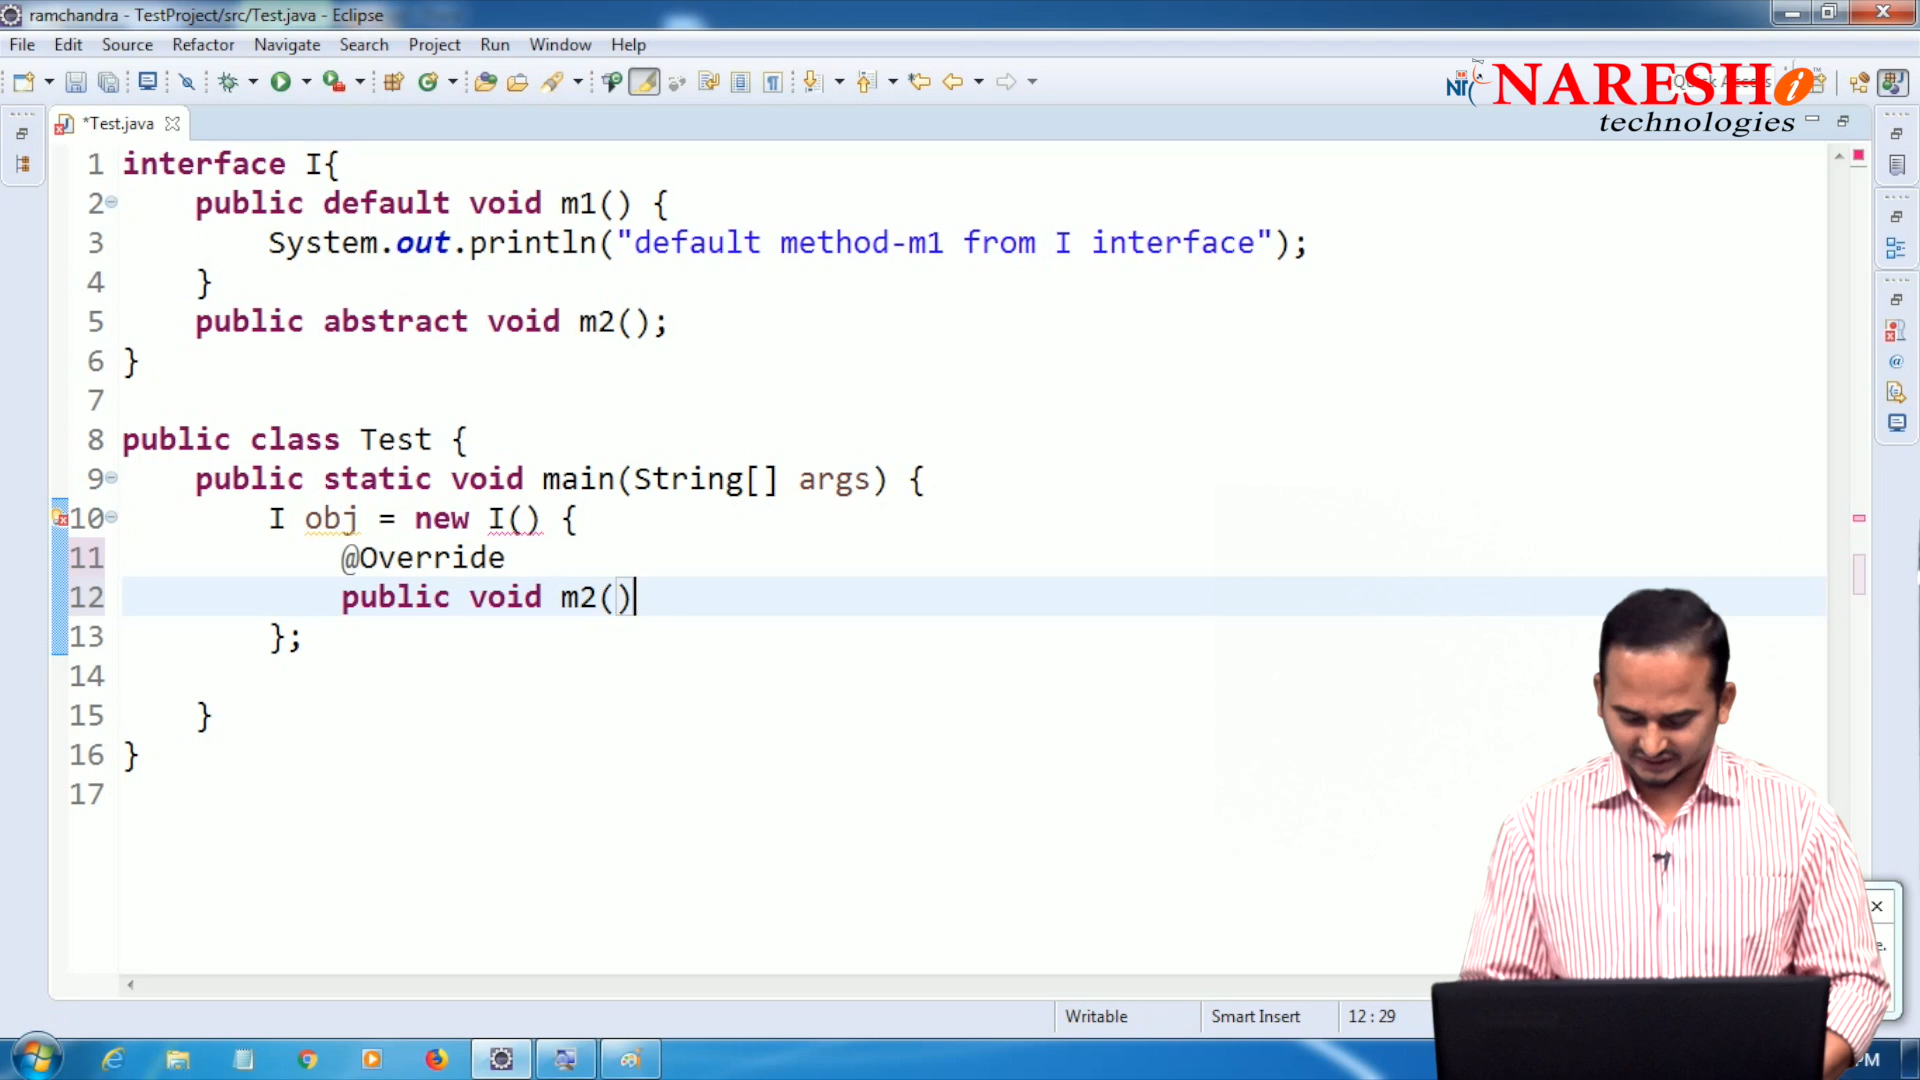 ramchandra - TestProject/src/Test.java - Eclipse
File Edit Source Refactor Navigate Search Project Run Window Help
NARESH i
technologies
*Test.java
1 interface I{
2 public default void m1() {
3 System.out.println("default method-m1 from I interface");
4 }
5 public abstract void m2();
6 }
7
8 public class Test {
9 public static void main(String[] args) {
10 I obj = new I() {
11 @Override
12 public void m2()
13 };
14
15 }
16 }
17
Writable Smart Insert 12 : 29
PM